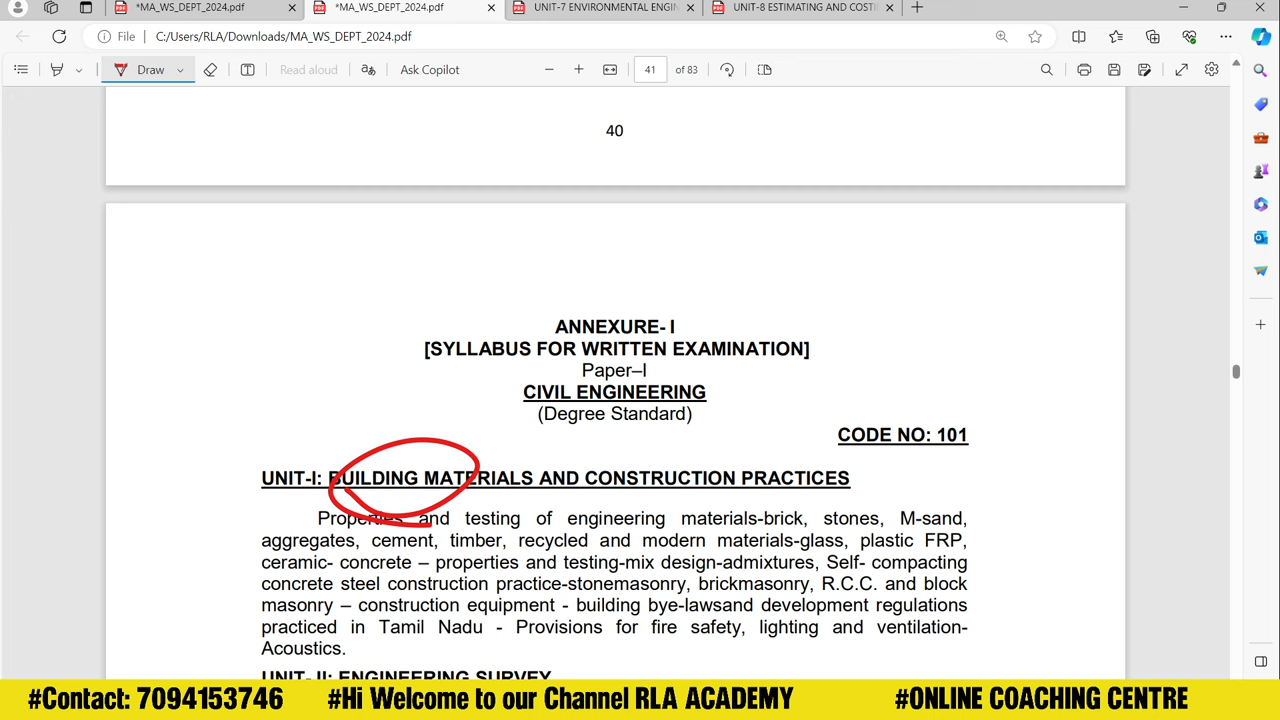 *MA_WS_DEPT_2024.pdf
*MA_WS_DEPT_2024.pdf
UNIT-7 ENVIRONMENTAL ENGIN
UNIT-8 ESTIMATING AND COSTI
File
C:/Users/RLA/Downloads/MA_WS_DEPT_2024.pdf
Draw
Read aloud
Ask Copilot
41 of 83
40
ANNEXURE- I
[SYLLABUS FOR WRITTEN EXAMINATION]
Paper–I
CIVIL ENGINEERING
(Degree Standard)
CODE NO: 101
UNIT-I: BUILDING MATERIALS AND CONSTRUCTION PRACTICES
Properties and testing of engineering materials-brick, stones, M-sand,
aggregates, cement, timber, recycled and modern materials-glass, plastic FRP,
ceramic- concrete – properties and testing-mix design-admixtures, Self- compacting
concrete steel construction practice-stonemasonry, brickmasonry, R.C.C. and block
masonry – construction equipment - building bye-lawsand development regulations
practiced in Tamil Nadu - Provisions for fire safety, lighting and ventilation-
Acoustics.
UNIT- II: ENGINEERING SURVEY
#Contact: 7094153746 #Hi Welcome to our Channel RLA ACADEMY #ONLINE COACHING CENTRE